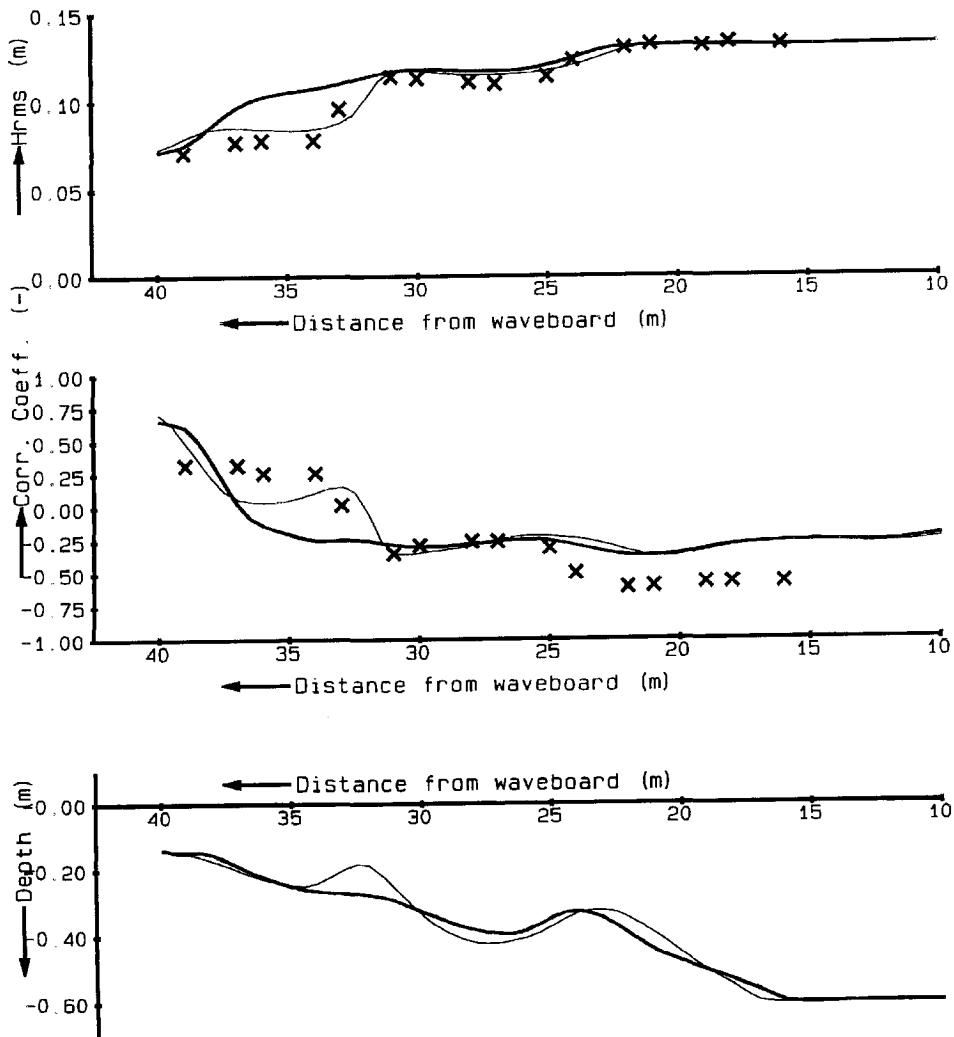 Hrms (m)
0.15
0.10
0.05
0.00
40 35 30 25 20 15 10
Distance from waveboard (m)
Corr. Coeff. (-)
1.00
0.75
0.50
0.25
0.00
-0.25
-0.50
-0.75
-1.00
40 35 30 25 20 15 10
Distance from waveboard (m)
Distance from waveboard (m)
Depth (m)
0.00
40 35 30 25 20 15 10
-0.20
-0.40
-0.60